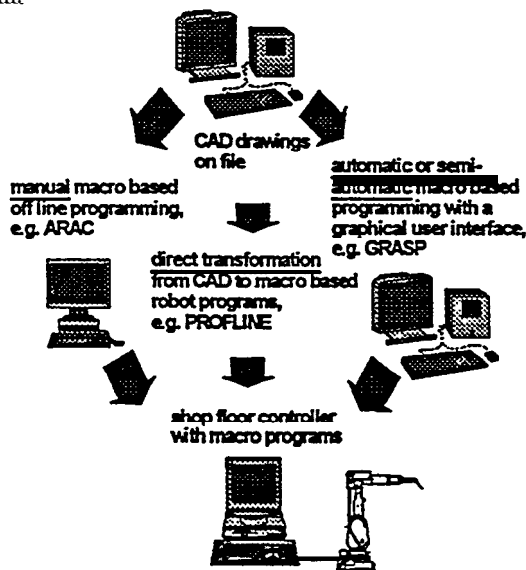 CAD drawings
on file
manual macro based
off line programming,
e.g. ARAC
automatic or semi-
automatic macro based
programming with a
graphical user interface,
e.g. GRASP
direct transformation
from CAD to macro based
robot programs,
e.g. PROFLINE
shop floor controller
with macro programs